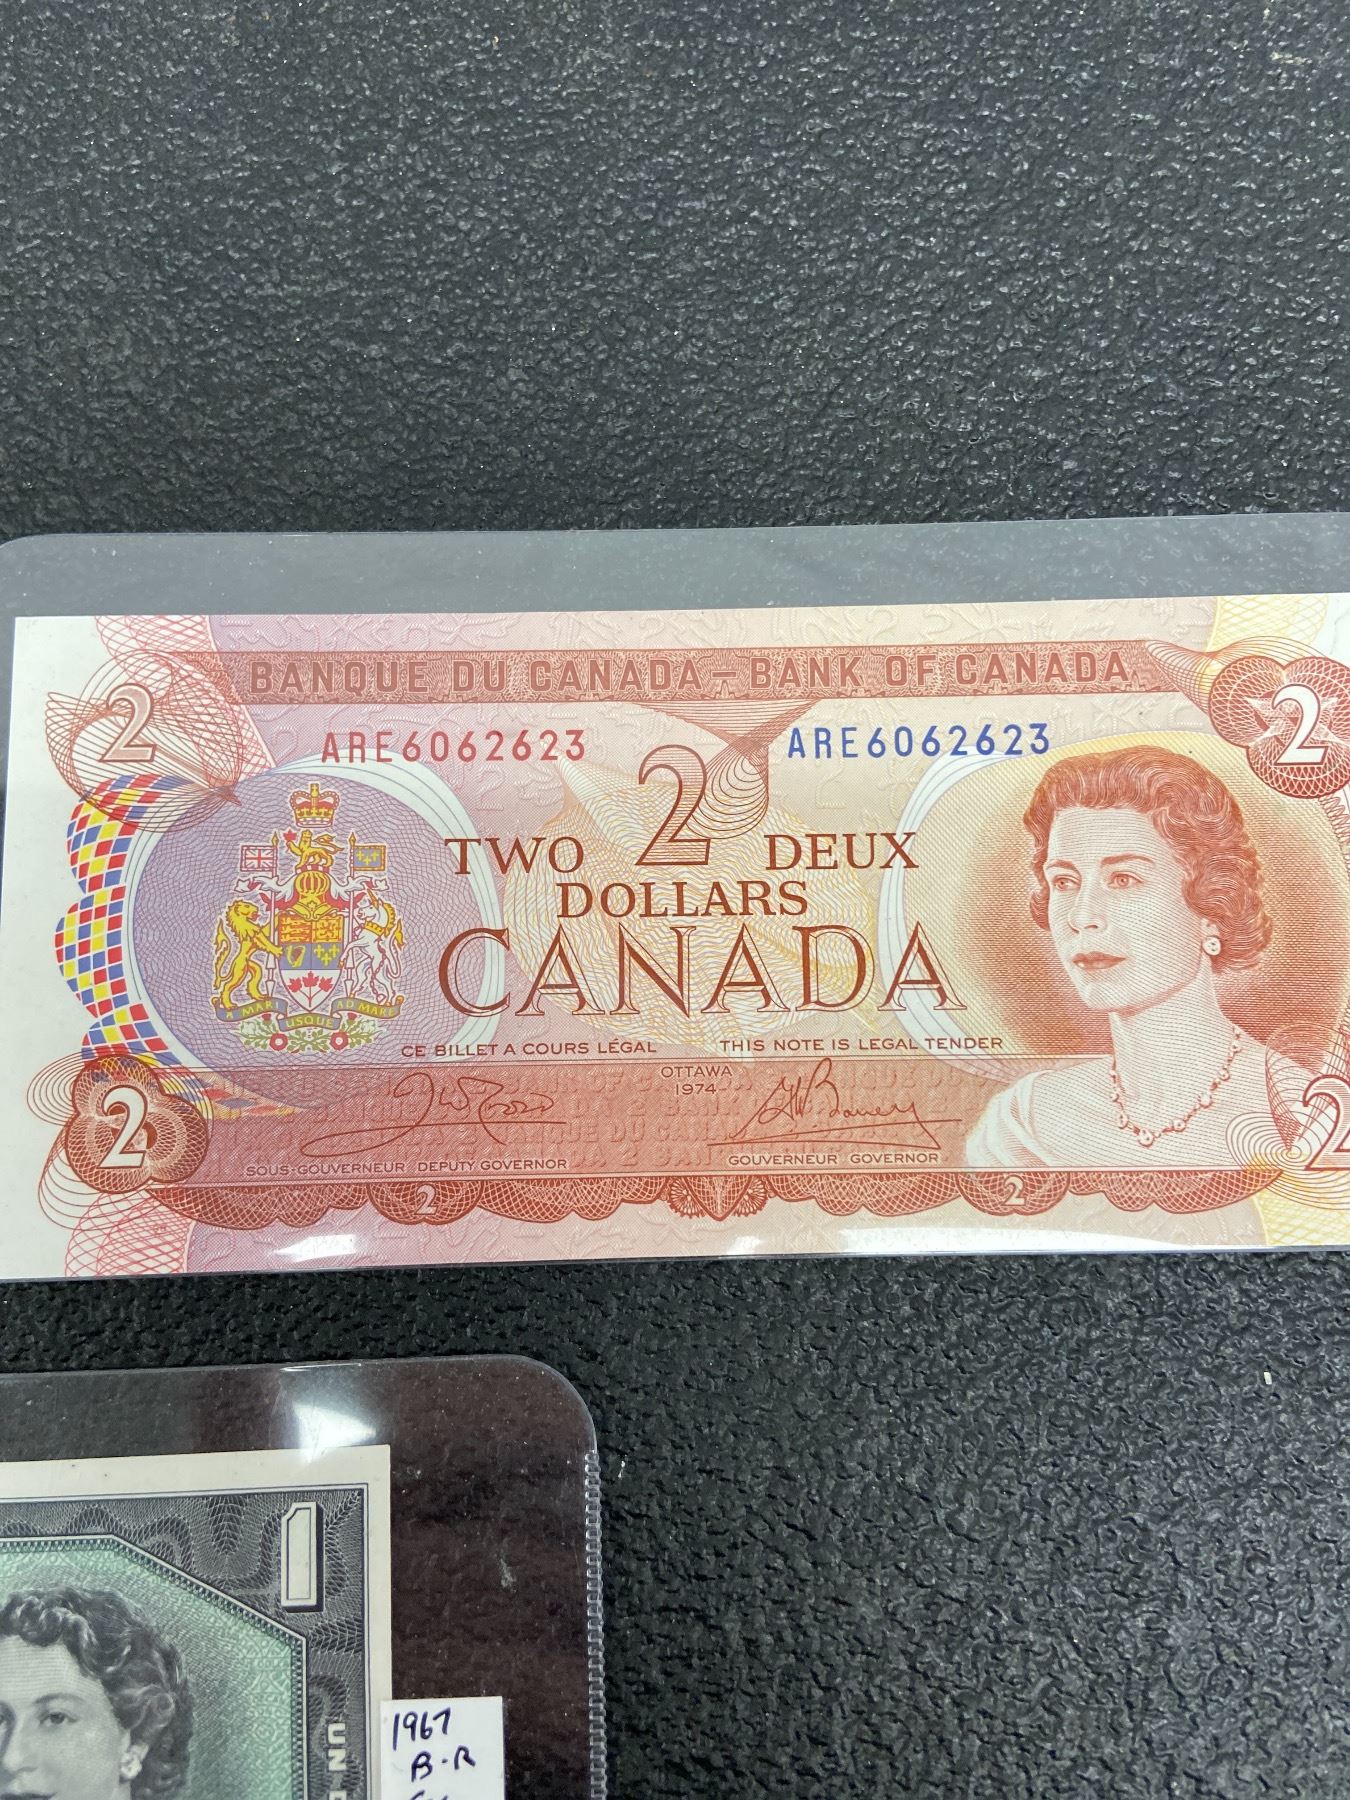 BANQUE DU CANADA—BANK OF CANADA
2 2
ARE6062623 ARE6062623
2
TWO DEUX
DOLLARS
CANADA
A MARI USQUE AD MARE
CE BILLET A COURS LÉGAL THIS NOTE IS LEGAL TENDER
OTTAWA
1974
2 2
SOUS-GOUVERNEUR DEPUTY GOVERNOR GOUVERNEUR GOVERNOR
2 2
1
1967
B-R